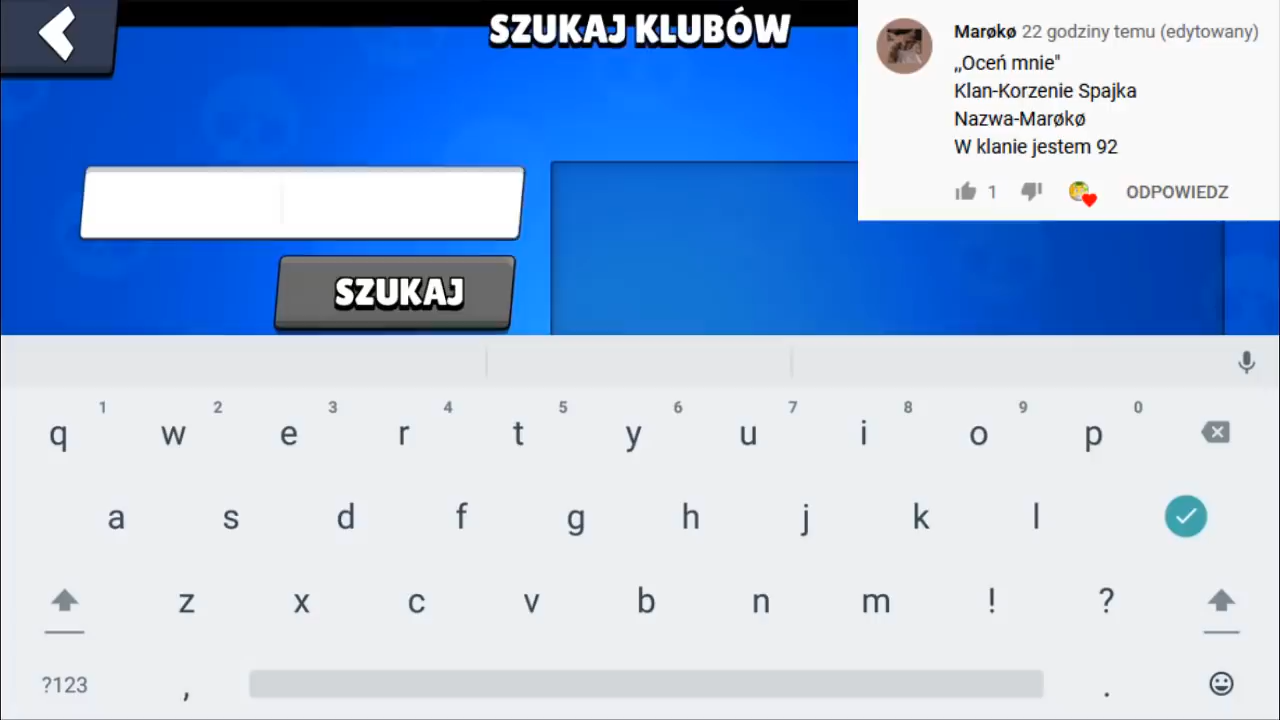 SZUKAJ KLUBÓW
Marøkø 22 godziny temu (edytowany)
„Oceń mnie"
Klan-Korzenie Spajka
Nazwa-Marøkø
W klanie jestem 92
1 ODPOWIEDZ
SZUKAJ
1 2 3 4 5 6 7 8 9 0
q w e r t y u i o p
a s d f g h j k l
z x c v b n m ! ?
?123 , .